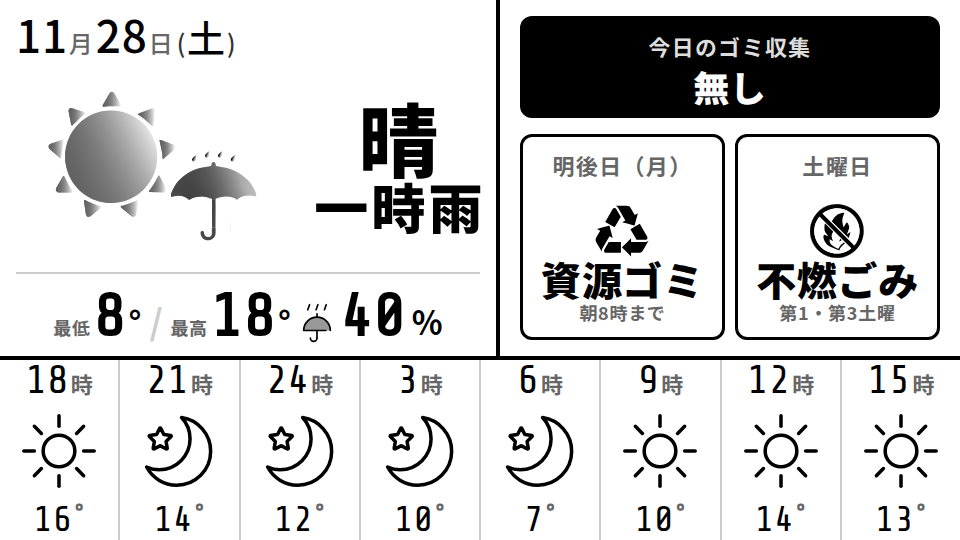 11月28日(土)
晴
一時雨
最低 8° / 最高 18° 40%
今日のゴミ収集
無し
明後日（月）
資源ゴミ
朝8時まで
土曜日
不燃ごみ
第1・第3土曜
18時 21時 24時 3時 6時 9時 12時 15時
16° 14° 12° 10° 7° 10° 14° 13°